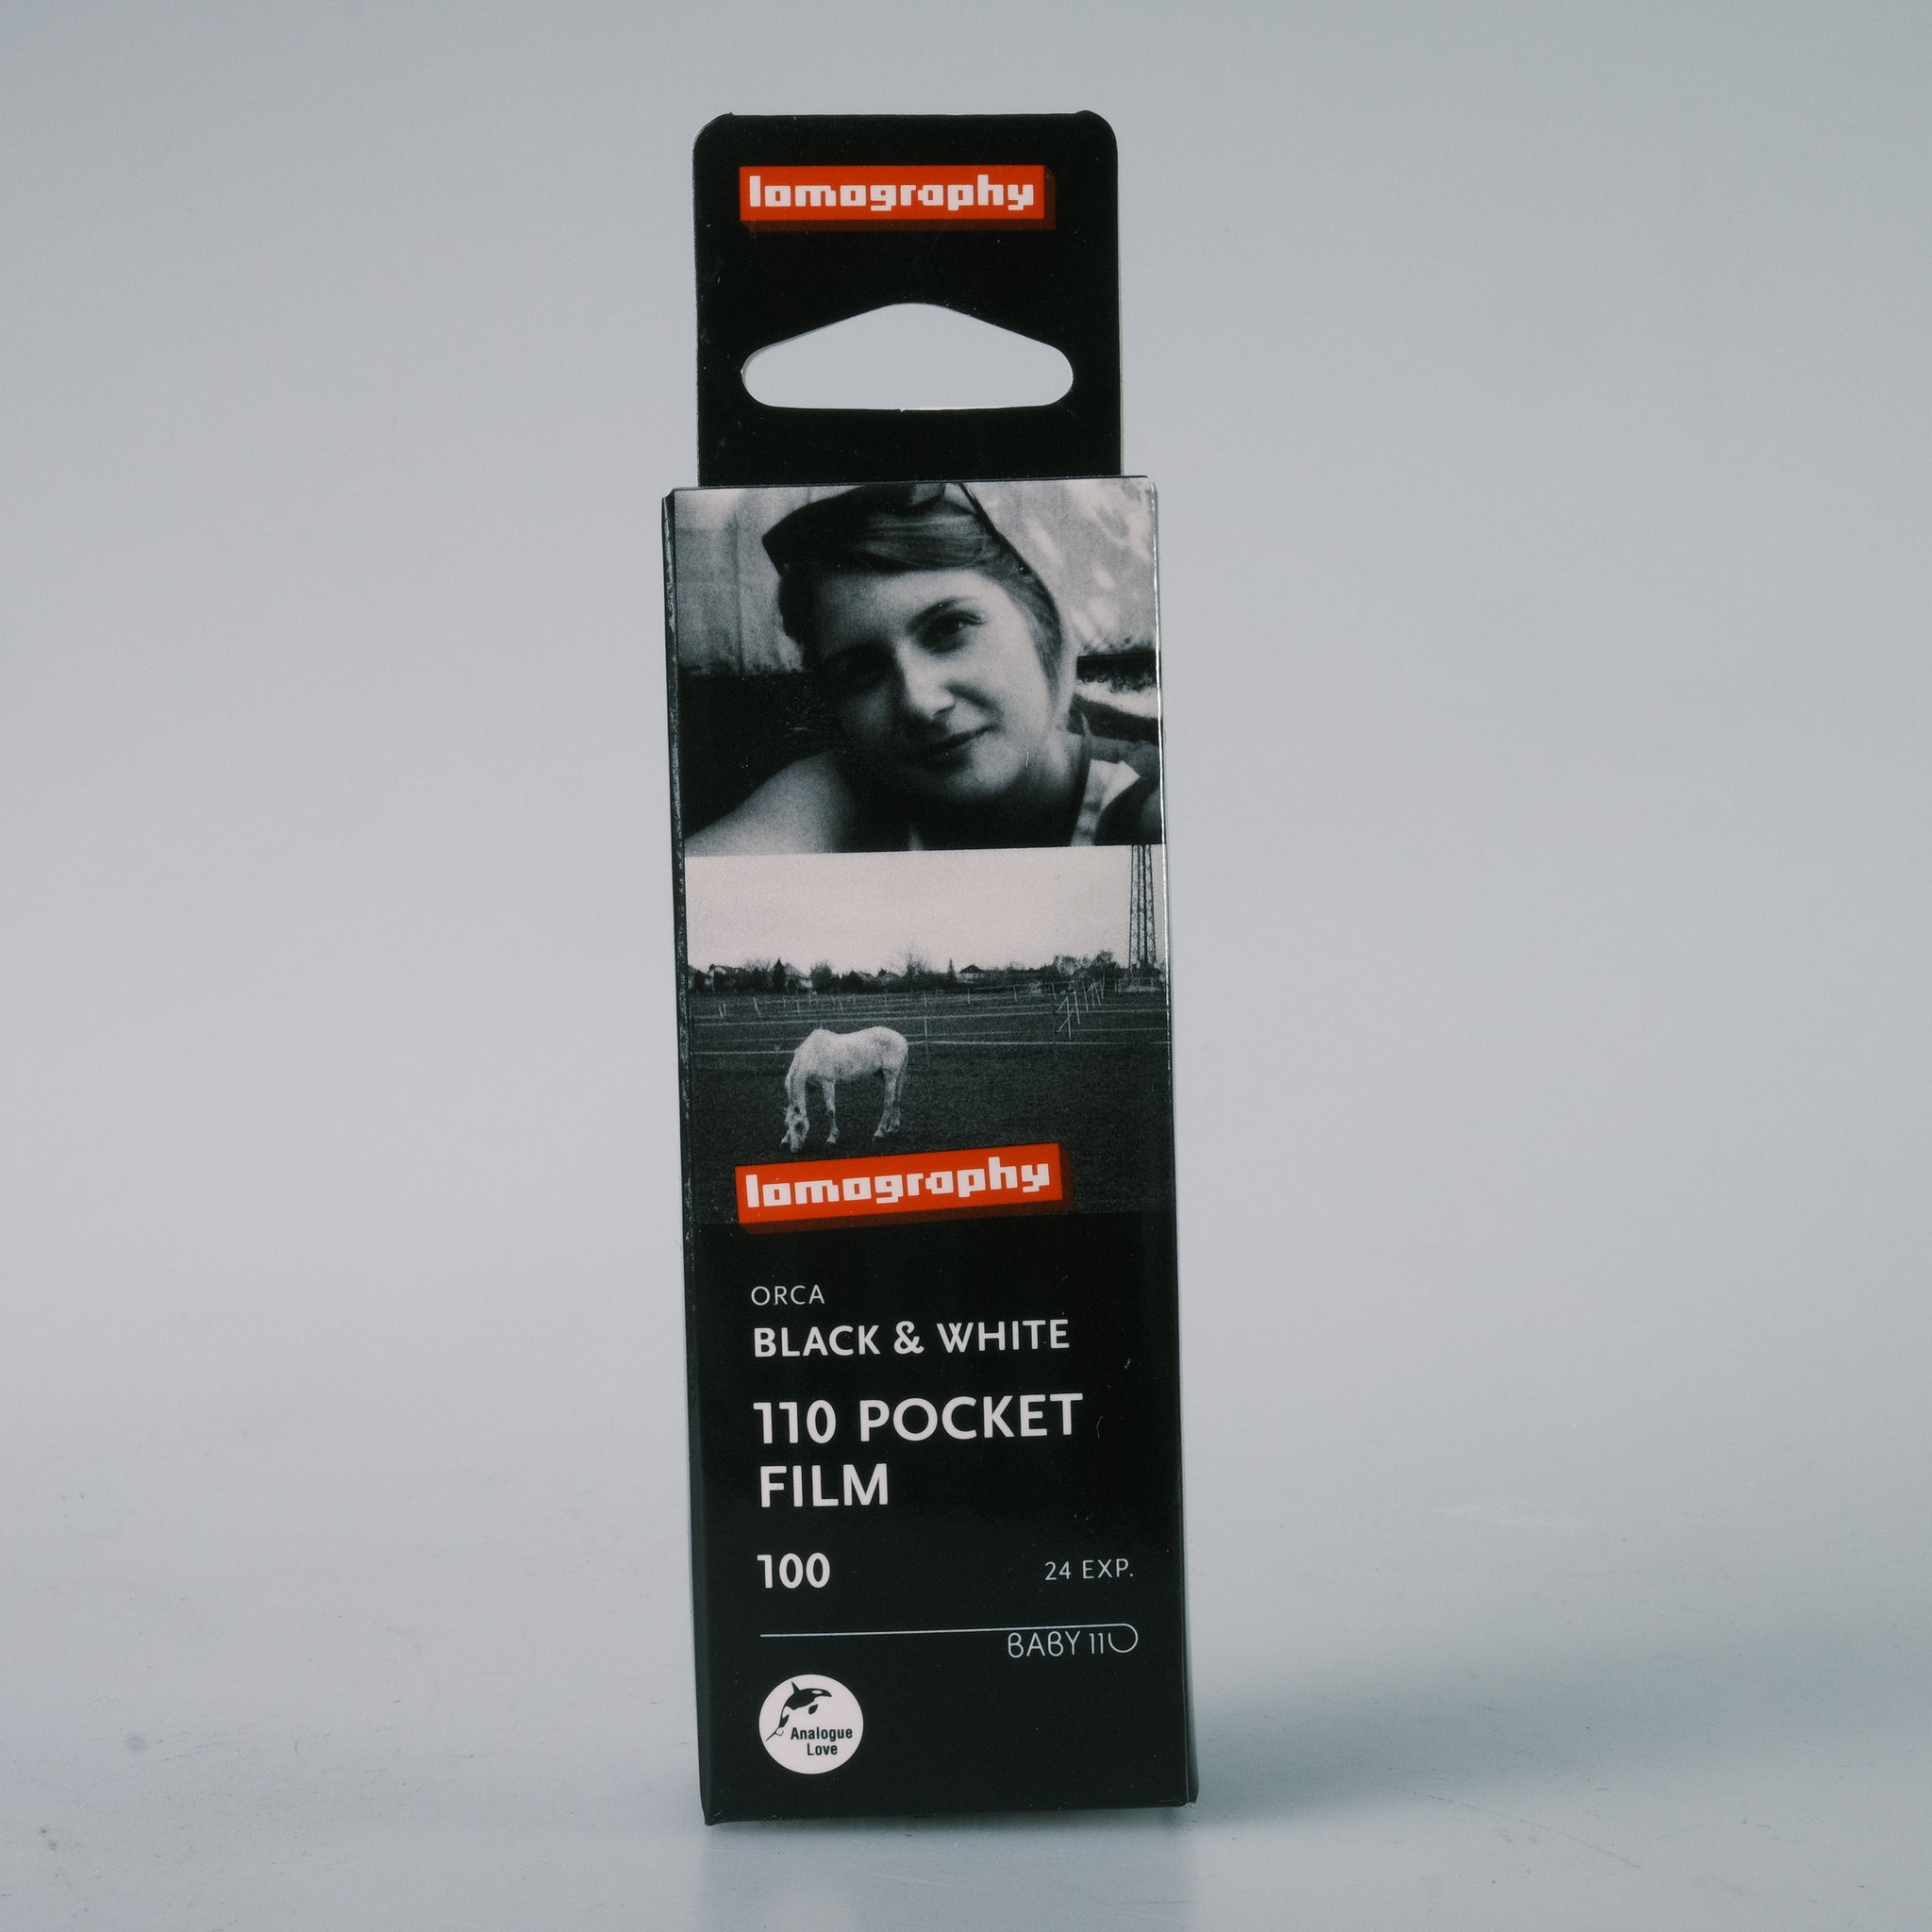 lomography
lomography
ORCA
BLACK & WHITE
110 POCKET
FILM
100
24 EXP.
BABY 110
Analogue
Love